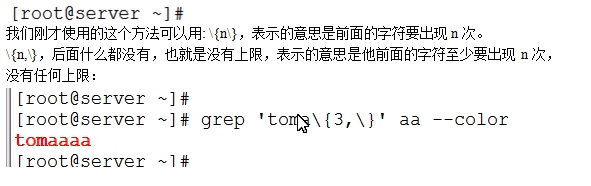 [root@server ~]#
我们刚才使用的这个方法可以用: \{n\}，表示的意思是前面的字符要出现 n 次。
\{n,\}，后面什么都没有，也就是没有上限，表示的意思是他前面的字符至少要出现 n 次，
没有任何上限：
[root@server ~]#
[root@server ~]# grep 'toma\{3,\}' aa --color
tomaaaa
[root@server ~]#